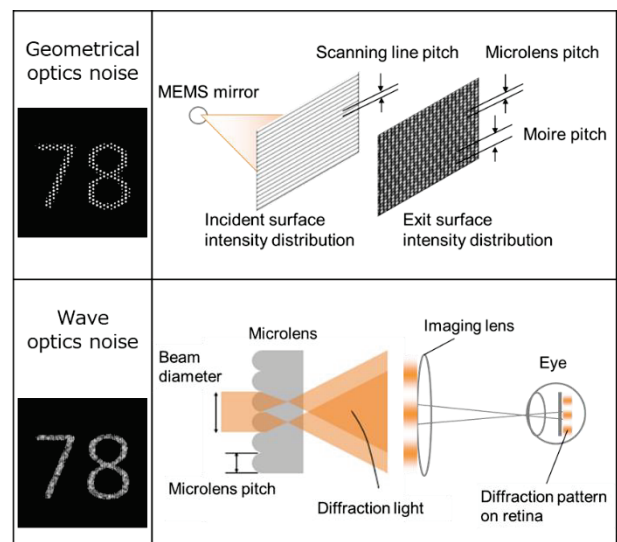 Geometrical
optics noise
78
Scanning line pitch
Microlens pitch
MEMS mirror
Moire pitch
Incident surface
intensity distribution
Exit surface
intensity distribution
Wave
optics noise
78
Microlens
Imaging lens
Beam
diameter
Eye
Microlens pitch
Diffraction light
Diffraction pattern
on retina